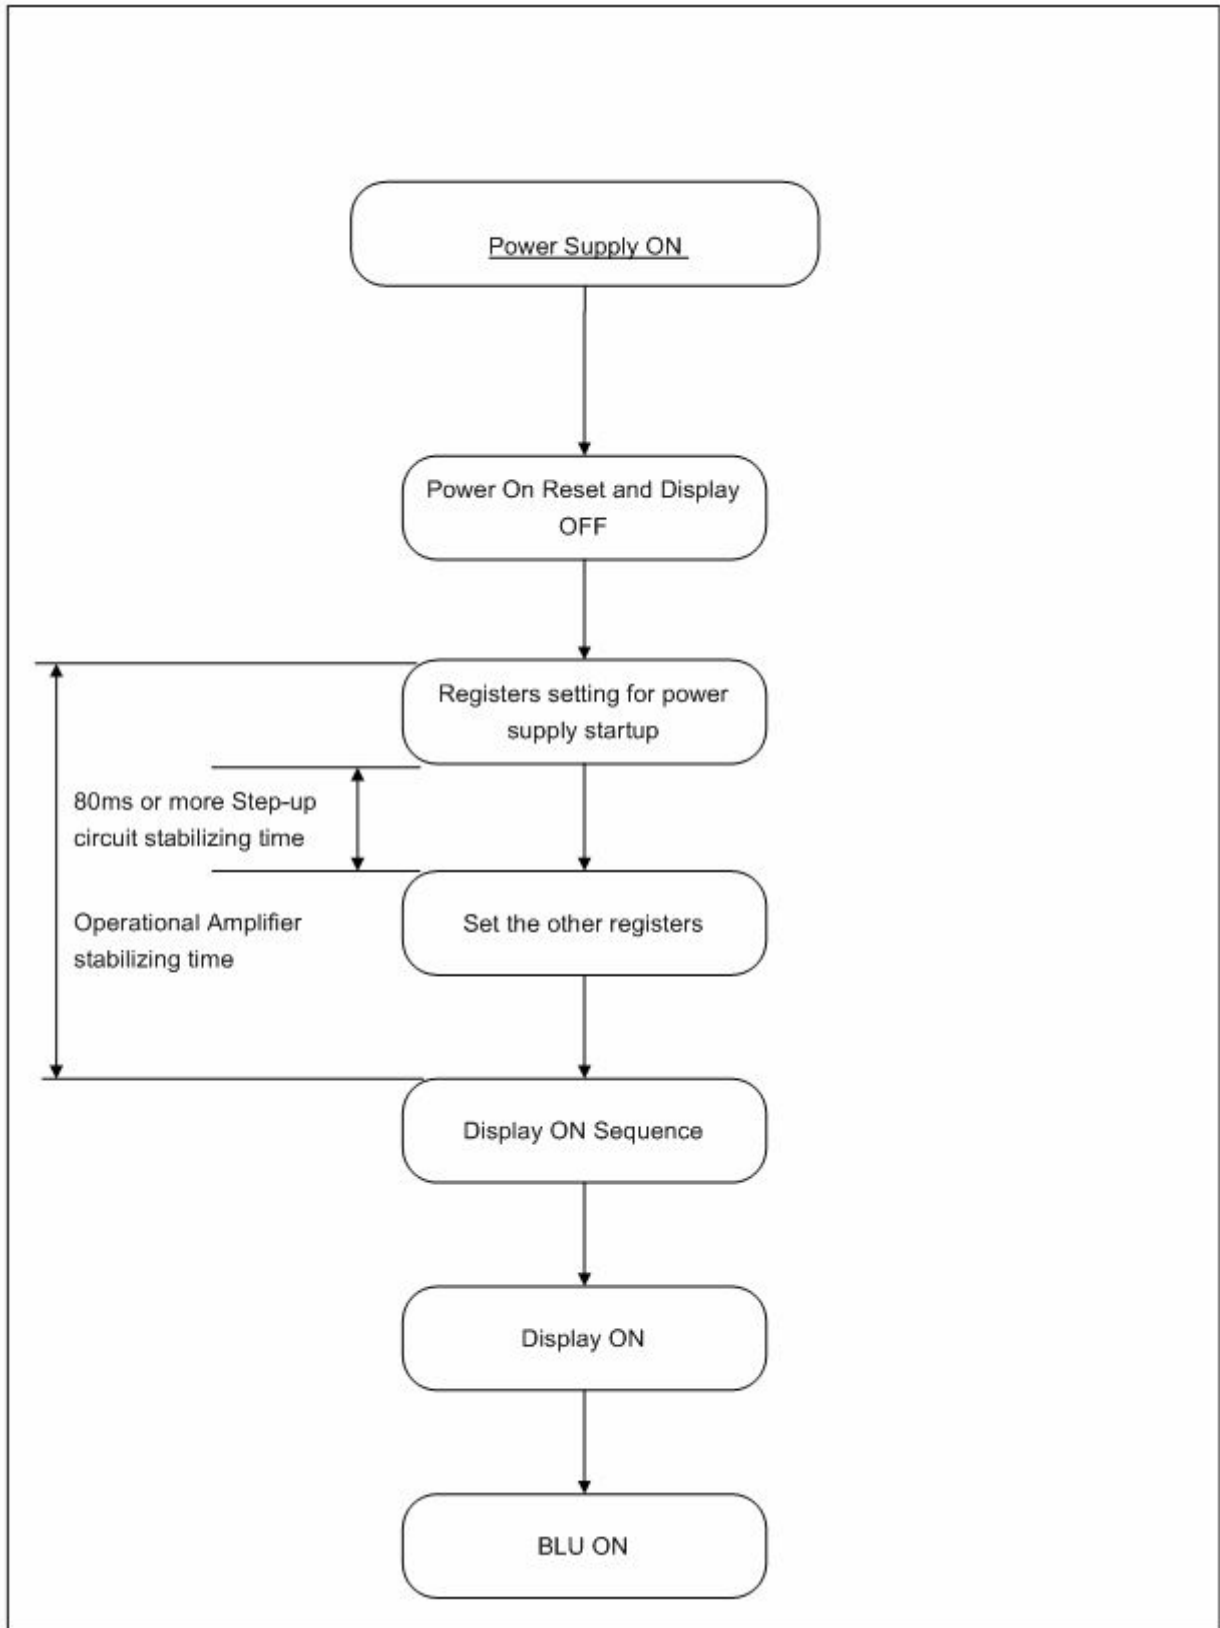 Power Supply ON
Power On Reset and Display
OFF
Registers setting for power
supply startup
80ms or more Step-up
circuit stabilizing time
Operational Amplifier
stabilizing time
Set the other registers
Display ON Sequence
Display ON
BLU ON